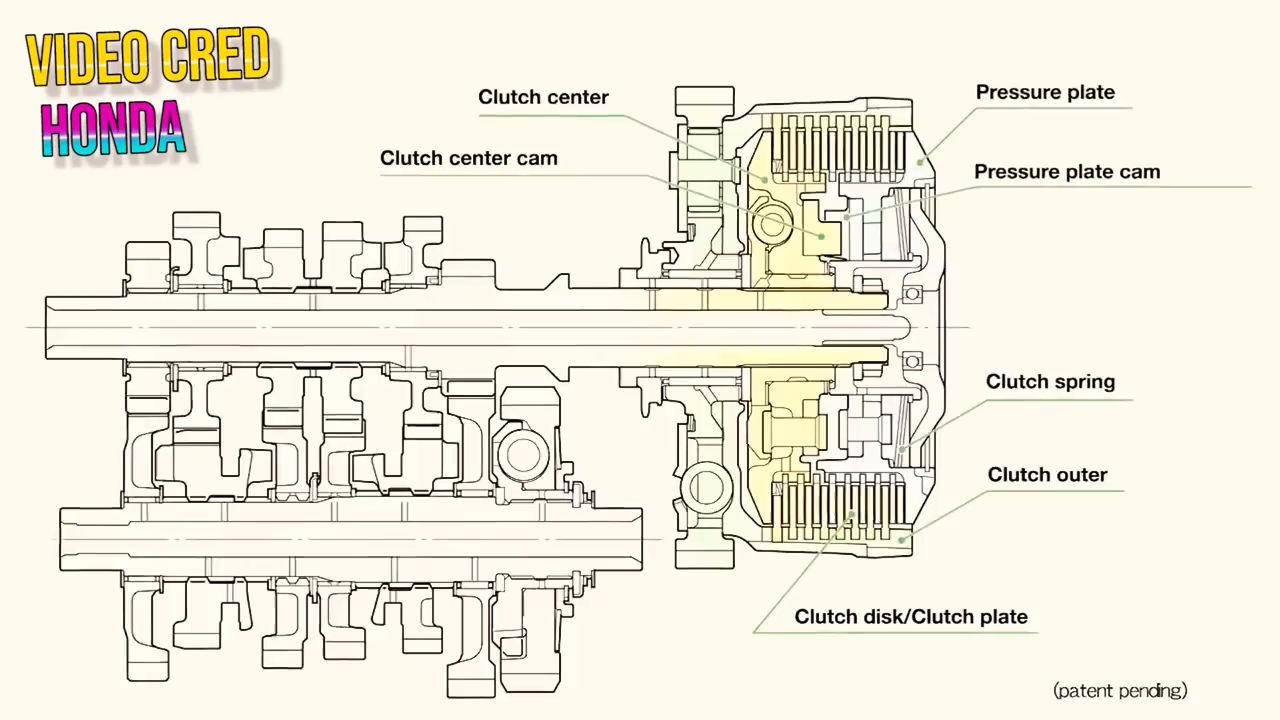 VIDEO CRED
HONDA
Clutch center
Clutch center cam
Pressure plate
Pressure plate cam
Clutch spring
Clutch outer
Clutch disk/Clutch plate
(patent pending)